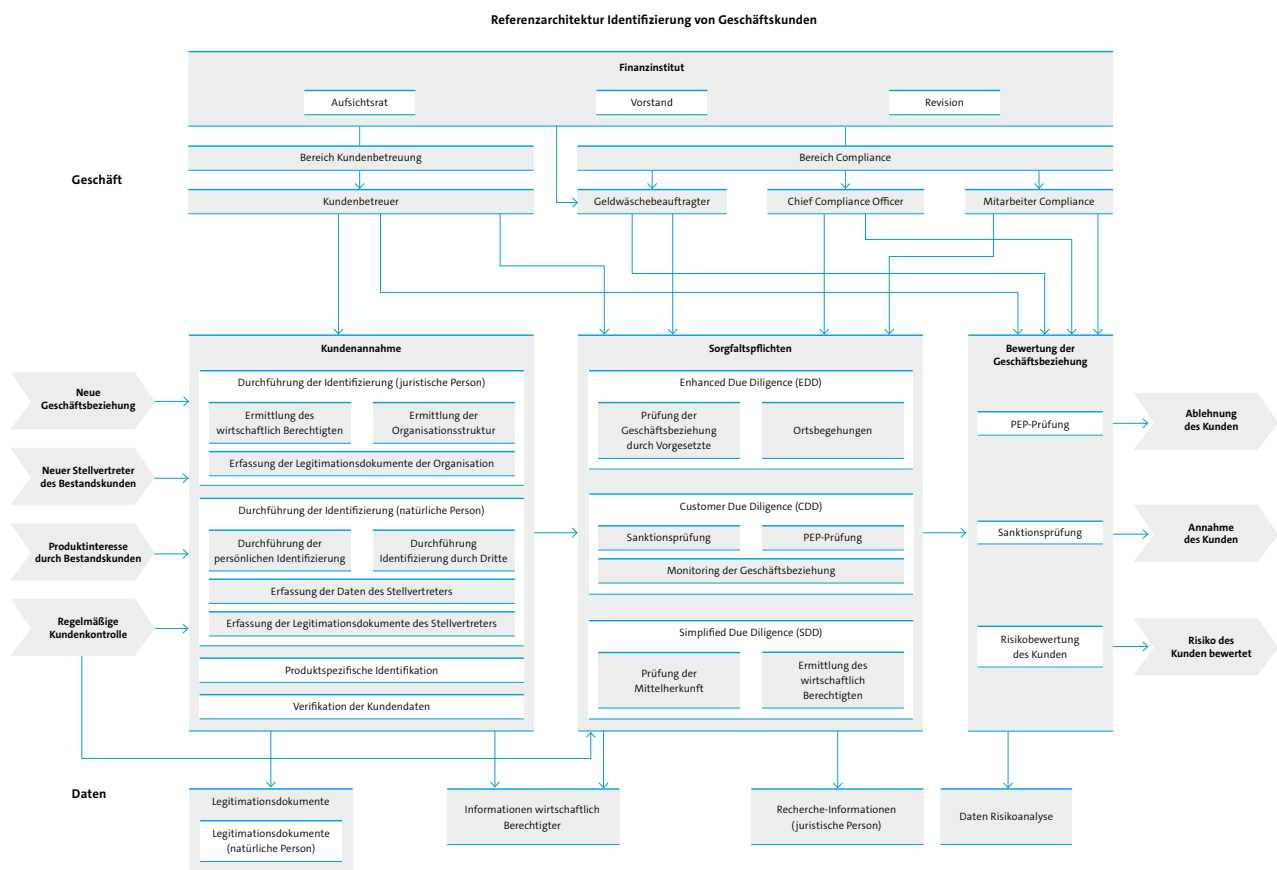 Referenzarchitektur Identifizierung von Geschäftskunden
Finanzinstitut
Aufsichtsrat
Vorstand
Revision
Bereich Kundenbetreuung
Bereich Compliance
Geschäft
Kundenbetreuer
Geldwäschebeauftragter
Chief Compliance Officer
Mitarbeiter Compliance
Neue
Geschäftsbeziehung
Neuer Stellvertreter
des Bestandskunden
Produktinteresse
durch Bestandskunden
Regelmäßige
Kundenkontrolle
Kundenannahme
Durchführung der Identifizierung (juristische Person)
Ermittlung des
wirtschaftlich Berechtigten
Ermittlung der
Organisationsstruktur
Erfassung der Legitimationsdokumente der Organisation
Durchführung der Identifizierung (natürliche Person)
Durchführung der
persönlichen Identifizierung
Durchführung
Identifizierung durch Dritte
Erfassung der Daten des Stellvertreters
Erfassung der Legitimationsdokumente des Stellvertreters
Produktspezifische Identifikation
Verifikation der Kundendaten
Sorgfaltspflichten
Enhanced Due Diligence (EDD)
Prüfung der
Geschäftsbeziehung
durch Vorgesetzte
Ortsbegehungen
Customer Due Diligence (CDD)
Sanktionsprüfung
PEP-Prüfung
Monitoring der Geschäftsbeziehung
Simplified Due Diligence (SDD)
Prüfung der
Mittelherkunft
Ermittlung des
wirtschaftlich
Berechtigten
Bewertung der
Geschäftsbeziehung
PEP-Prüfung
Sanktionsprüfung
Risikobewertung
des Kunden
Ablehnung
des Kunden
Annahme
des Kunden
Risiko des
Kunden bewertet
Daten
Legitimationsdokumente
Legitimationsdokumente
(natürliche Person)
Informationen wirtschaftlich
Berechtigter
Recherche-Informationen
(juristische Person)
Daten Risikoanalyse